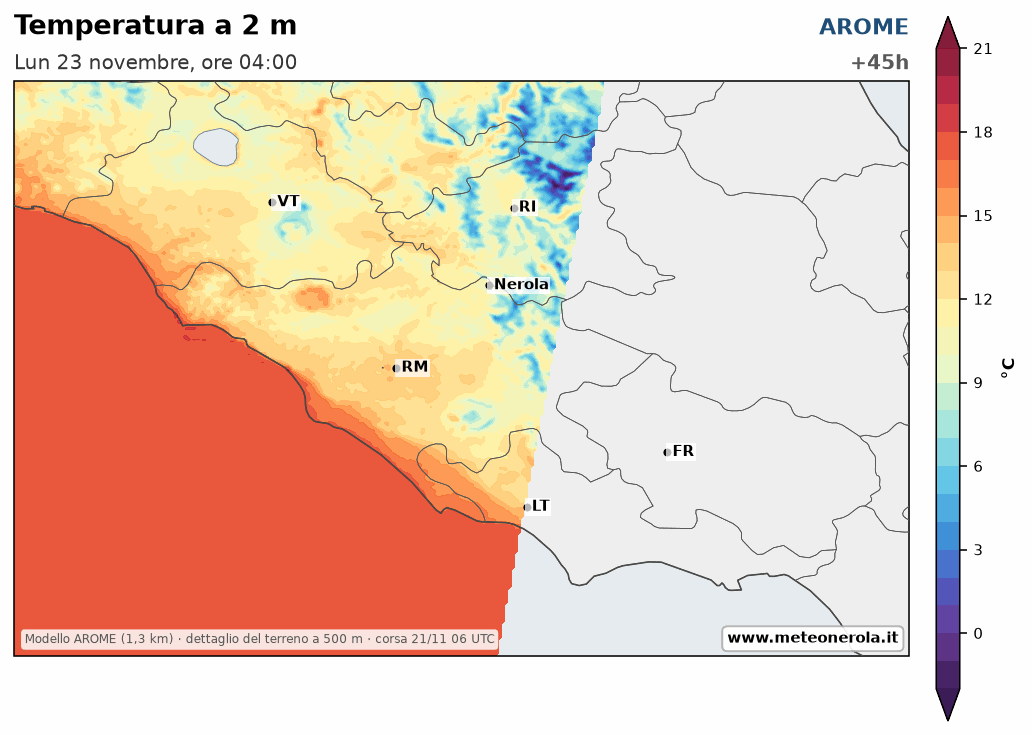 Temperatura a 2 m
AROME
Lun 23 novembre, ore 04:00
+45h
VT
RI
Nerola
RM
FR
LT
21
18
15
12
9
6
3
0
°C
Modello AROME (1,3 km) · dettaglio del terreno a 500 m · corsa 21/11 06 UTC
www.meteonerola.it